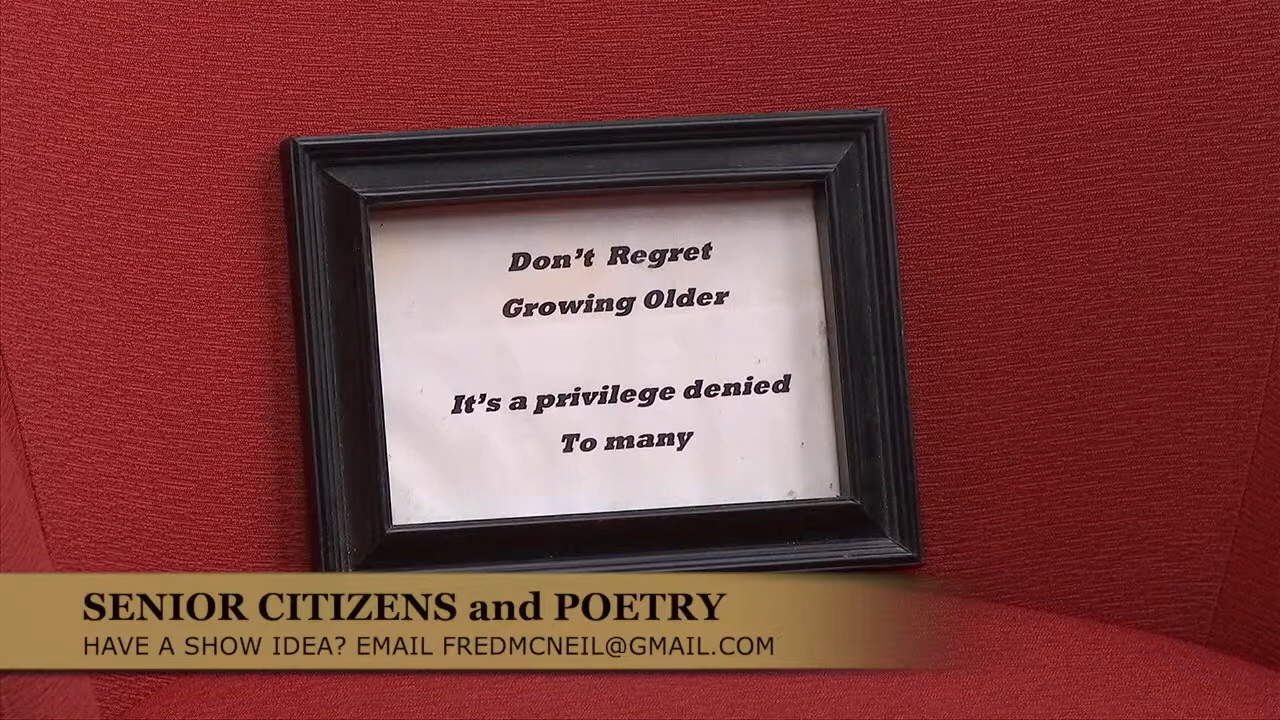 Don't Regret
Growing Older
It's a privilege denied
To many
SENIOR CITIZENS and POETRY
HAVE A SHOW IDEA? EMAIL FREDMCNEIL@GMAIL.COM